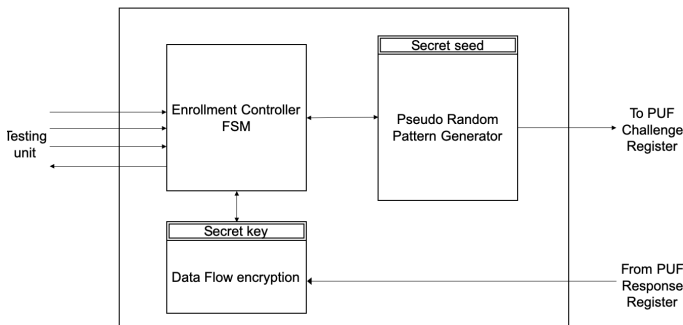 Secret seed
Enrollment Controller
FSM
Pseudo Random
Pattern Generator
To PUF
Challenge
Register
Testing
unit
Secret key
Data Flow encryption
From PUF
Response
Register